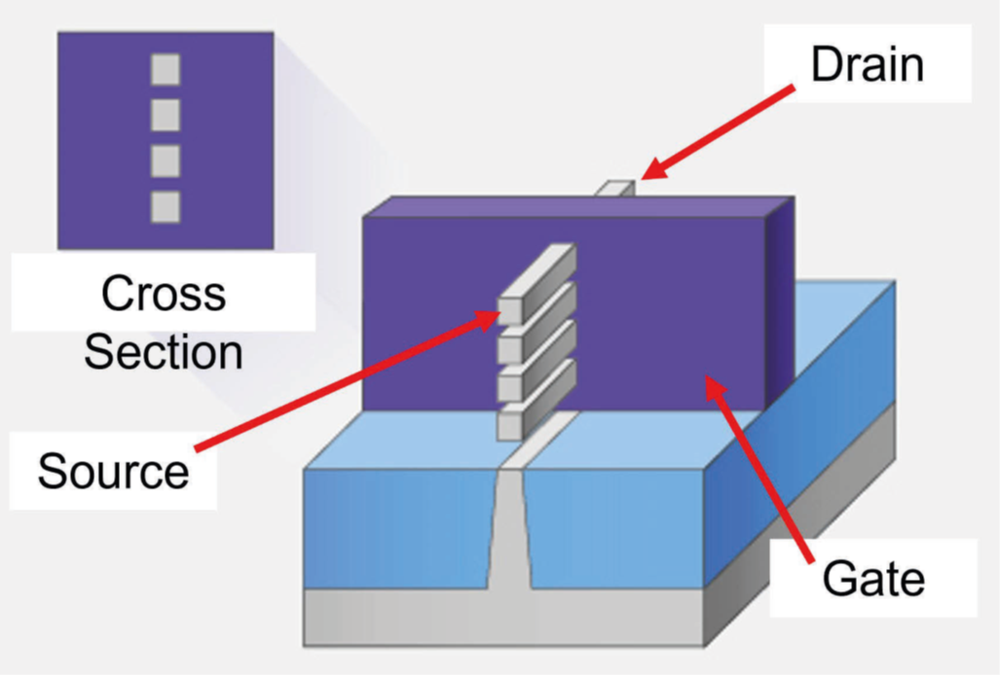 Drain
Cross
Section
Source
Gate